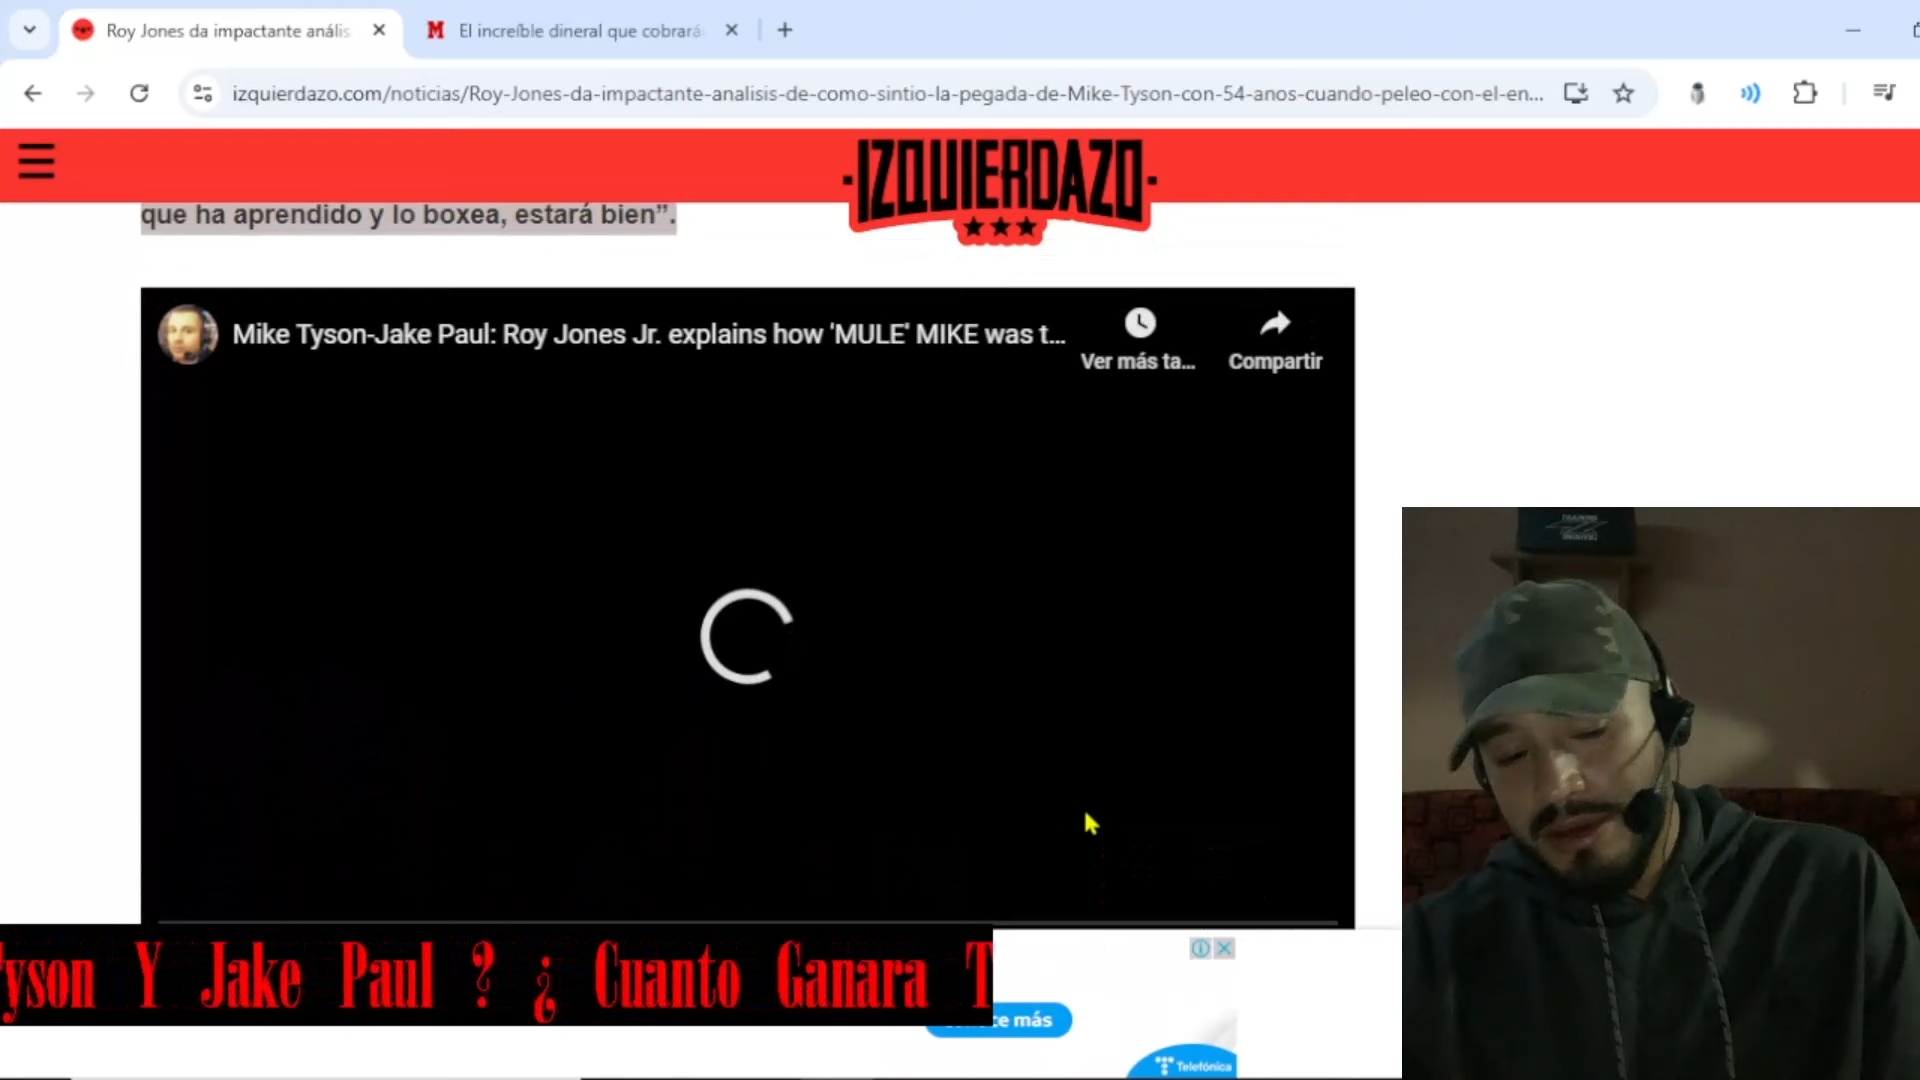 Roy Jones da impactante anális
El increíble dineral que cobrará
izquierdazo.com/noticias/Roy-Jones-da-impactante-analisis-de-como-sintio-la-pegada-de-Mike-Tyson-con-54-anos-cuando-peleo-con-el-en...
IZQUIERDAZO
que ha aprendido y lo boxea, estará bien”.
Mike Tyson-Jake Paul: Roy Jones Jr. explains how 'MULE' MIKE was t...
Ver más ta...
Compartir
TRAINING
yson Y Jake Paul ? ¿ Cuanto Ganara T
ce más
Telefónica